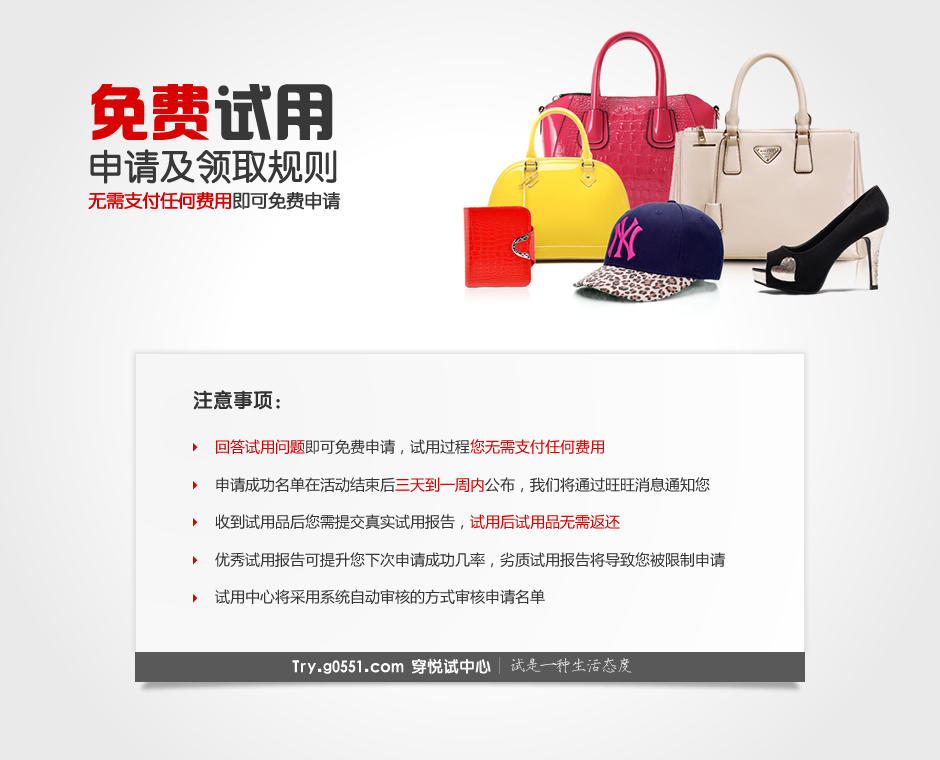 免费试用
申请及领取规则
无需支付任何费用即可免费申请
NY
注意事项：
回答试用问题即可免费申请，试用过程您无需支付任何费用
申请成功名单在活动结束后三天到一周内公布，我们将通过旺旺消息通知您
收到试用品后您需提交真实试用报告，试用后试用品无需返还
优秀试用报告可提升您下次申请成功几率，劣质试用报告将导致您被限制申请
试用中心将采用系统自动审核的方式审核申请名单
Try.g0551.com 穿悦试中心 | 试是一种生活态度